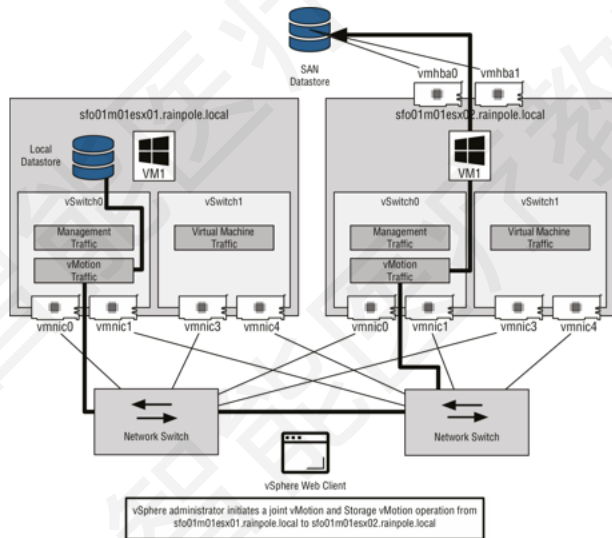 SAN
Datastore
vmhba0
vmhba1
sfo01m01esx01.rainpole.local
sfo01m01esx02.rainpole.local
Local
Datastore
VM1
VM1
vSwitch0
vSwitch1
vSwitch0
vSwitch1
Management
Traffic
Virtual Machine
Traffic
Management
Traffic
Virtual Machine
Traffic
vMotion
Traffic
vMotion
Traffic
vmnic0
vmnic1
vmnic3
vmnic4
vmnic0
vmnic1
vmnic3
vmnic4
Network Switch
Network Switch
vSphere Web Client
vSphere administrator initiates a joint vMotion and Storage vMotion operation from
sfo01m01esx01.rainpole.local to sfo01m01esx02.rainpole.local